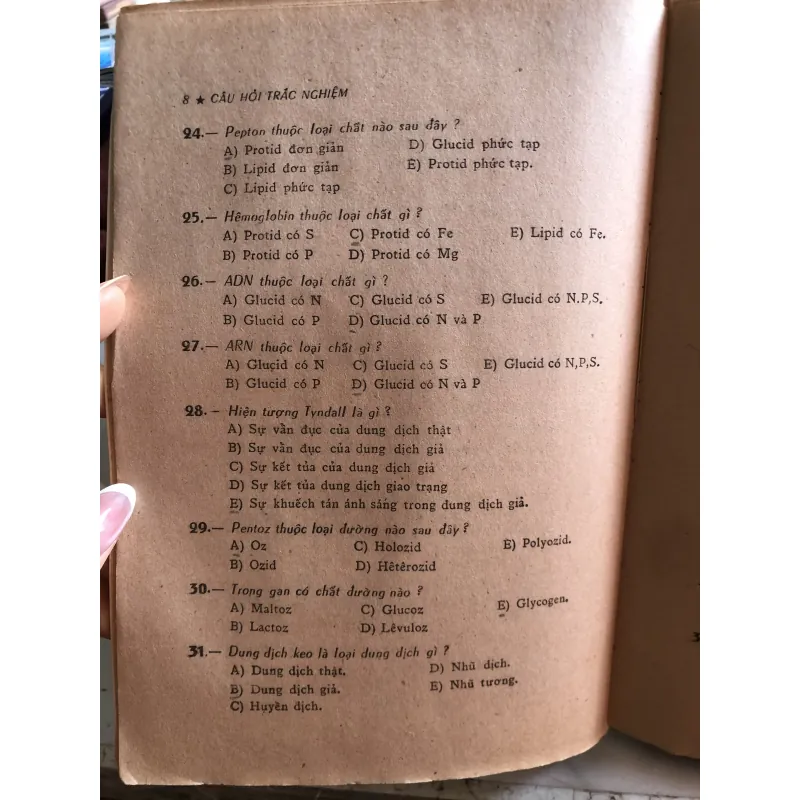 8 ★ CÂU HỎI TRẮC NGHIỆM
24.— Pepton thuộc loại chất nào sau đây ?
A) Protid đơn giản D) Glucid phức tạp
B) Lipid đơn giản E) Protid phức tạp.
C) Lipid phức tạp
25.— Hêmoglobin thuộc loại chất gì ?
A) Protid có S C) Protid có Fe E) Lipid có Fe.
B) Protid có P D) Protid có Mg
26.— ADN thuộc loại chất gì ?
A) Glucid có N C) Glucid có S E) Glucid có N.P,S.
B) Glucid có P D) Glucid có N và P
27.— ARN thuộc loại chất gì ?
A) Glucid có N C) Glucid có S E) Glucid có N,P,S.
B) Glucid có P D) Glucid có N và P
28.— Hiện tượng Tyndall là gì ?
A) Sự vẩn đục của dung dịch thật
B) Sự vẩn đục của dung dịch giả
C) Sự kết tủa của dung dịch giả
D) Sự kết tủa dung dịch giao trạng
E) Sự khuếch tán ánh sáng trong dung dịch giả.
29.— Pentoz thuộc loại đường nào sau đây ?
A) Oz C) Holozid E) Polyozid.
B) Ozid D) Hêtêrozid
30.— Trong gan có chất đường nào ?
A) Maltoz C) Glucoz E) Glycogen.
B) Lactoz D) Lêvuloz
31.— Dung dịch keo là loại dung dịch gì ?
A) Dung dịch thật. D) Nhũ dịch.
B) Dung dịch giả. E) Nhũ tương.
C) Huyền dịch.
3